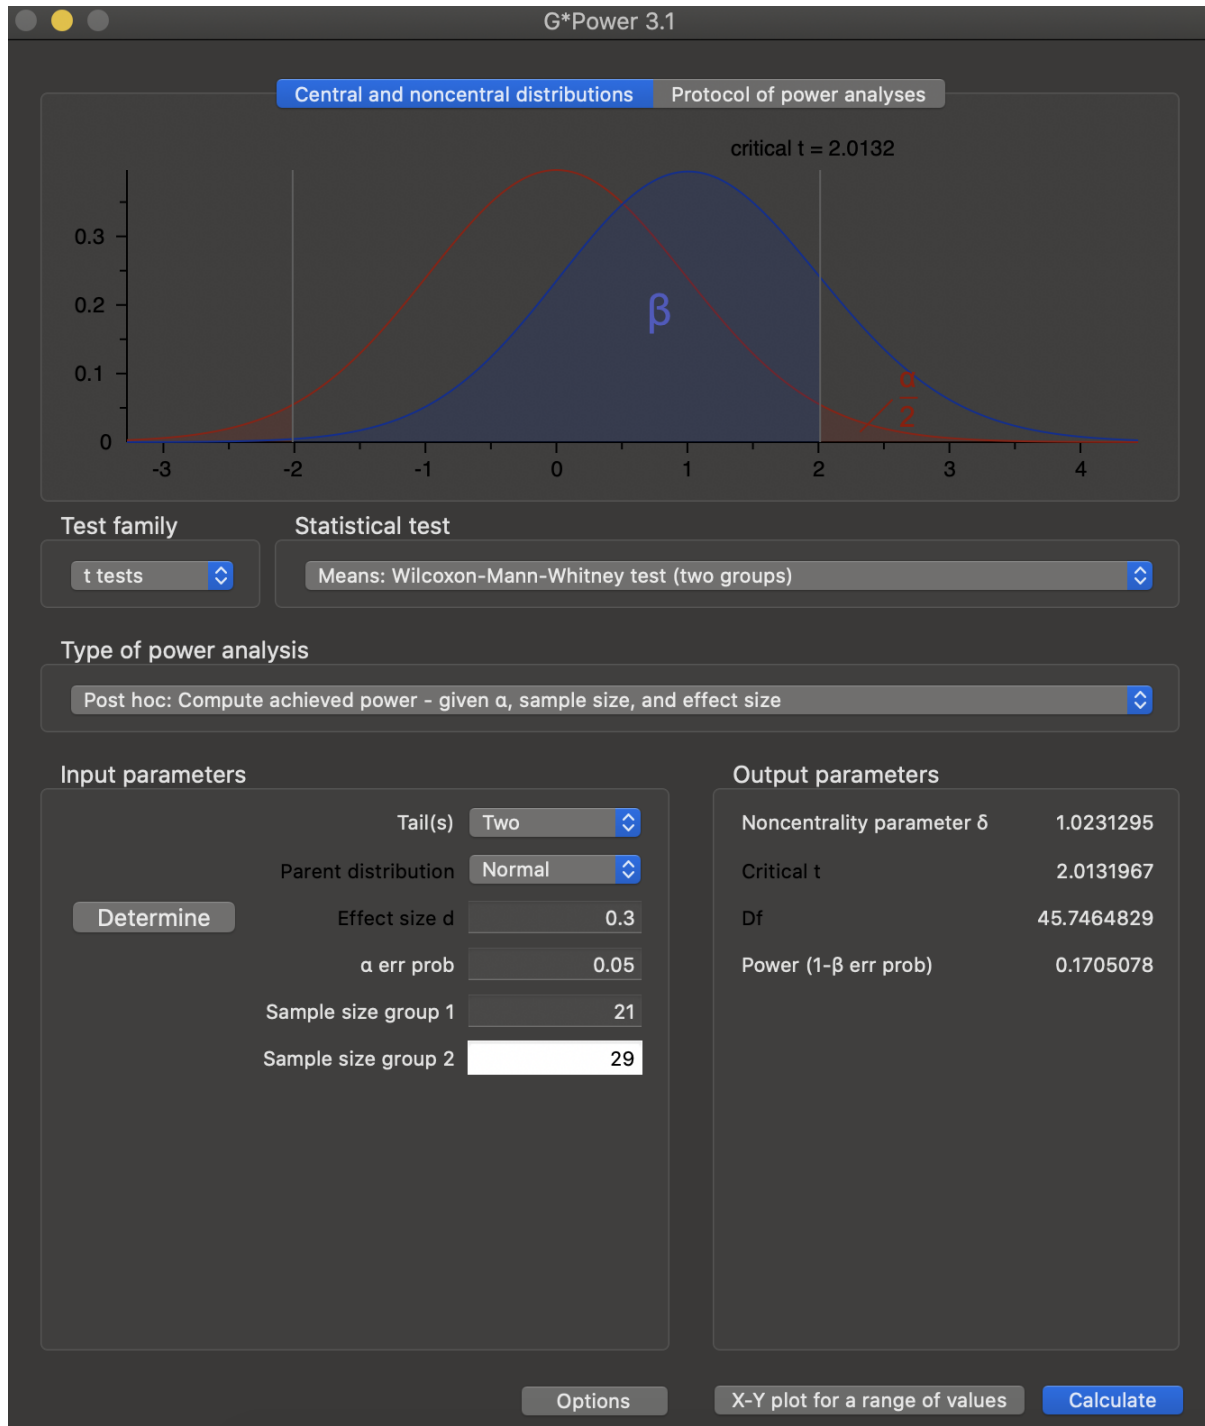 G*Power 3.1
Central and noncentral distributions
Protocol of power analyses
critical t = 2.0132
0.3
0.2
0.1
0
β
α
2
-3 -2 -1 0 1 2 3 4
Test family
Statistical test
t tests
Means: Wilcoxon-Mann-Whitney test (two groups)
Type of power analysis
Post hoc: Compute achieved power - given α, sample size, and effect size
Input parameters
Tail(s) Two
Parent distribution Normal
Determine
Effect size d 0.3
α err prob 0.05
Sample size group 1 21
Sample size group 2 29
Output parameters
Noncentrality parameter δ 1.0231295
Critical t 2.0131967
Df 45.7464829
Power (1-β err prob) 0.1705078
Options
X-Y plot for a range of values
Calculate